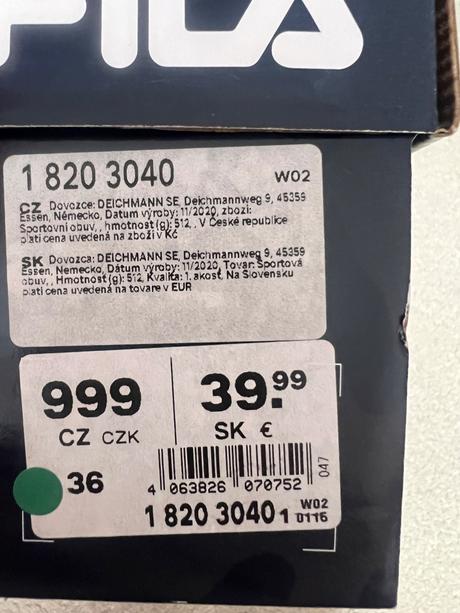 FILA
1 820 3040 W02
CZ Dovozce: DEICHMANN SE, Deichmannweg 9, 45359
Essen, Německo, Datum výroby: 11/2020, zboží:
Sportovní obuv, , hmotnost(g): 512, , V České republice
platí cena uvedená na zboží v Kč
SK Dovozca: DEICHMANN SE, Deichmannweg 9, 45359
Essen, Nemecko, Dátum výroby: 11/2020, Tovar: Športová
obuv, , Hmotnosť(g): 512, Kvalita: 1. akosť, Na Slovensku
platí cena uvedená na tovare v EUR
999 39.99
CZ CZK SK €
36
4 063826 070752 047
1 820 3040 1 W02 0116